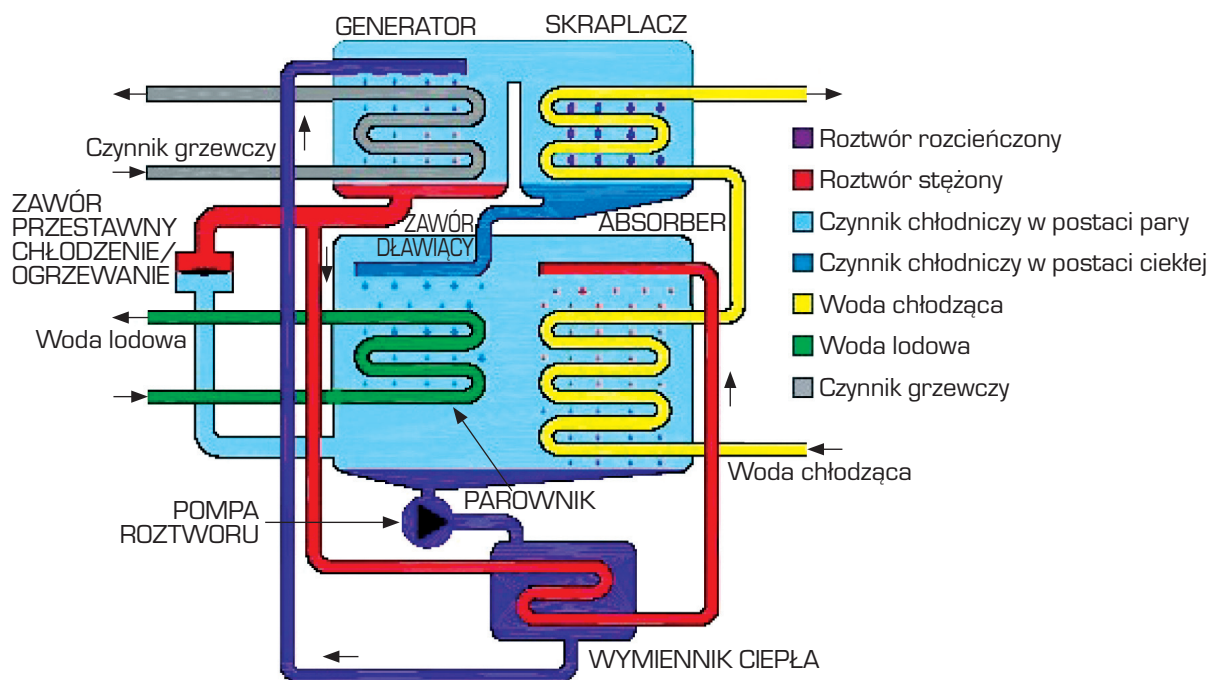 GENERATOR
SKRAPLACZ
Czynnik grzewczy
ZAWÓR
PRZESTAWNY
CHŁODZENIE/
OGRZEWANIE
ZAWÓR
DŁAWIĄCY
ABSORBER
Woda lodowa
Woda chłodząca
PAROWNIK
POMPA
ROZTWORU
WYMIENNIK CIEPŁA
Roztwór rozcieńczony
Roztwór stężony
Czynnik chłodniczy w postaci pary
Czynnik chłodniczy w postaci ciekłej
Woda chłodząca
Woda lodowa
Czynnik grzewczy